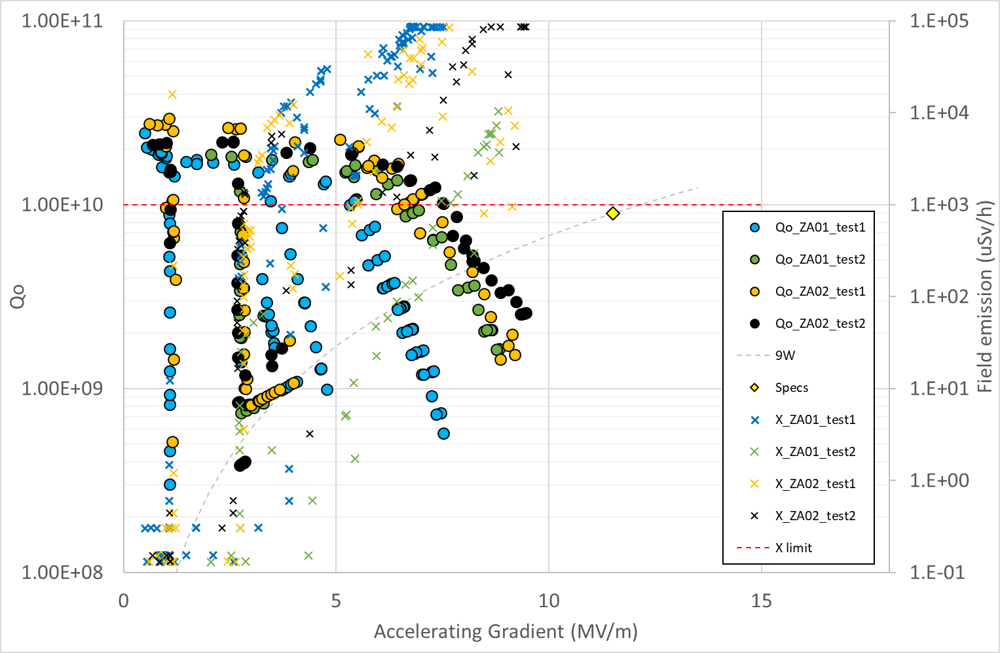 1.00E+11
1.00E+10
1.00E+09
1.00E+08
Qo
0
5
10
15
Accelerating Gradient (MV/m)
1.E+05
1.E+04
1.E+03
1.E+02
1.E+01
1.E+00
1.E-01
Field emission (uSv/h)
Qo_ZA01_test1
Qo_ZA01_test2
Qo_ZA02_test1
Qo_ZA02_test2
9W
Specs
X_ZA01_test1
X_ZA01_test2
X_ZA02_test1
X_ZA02_test2
X limit